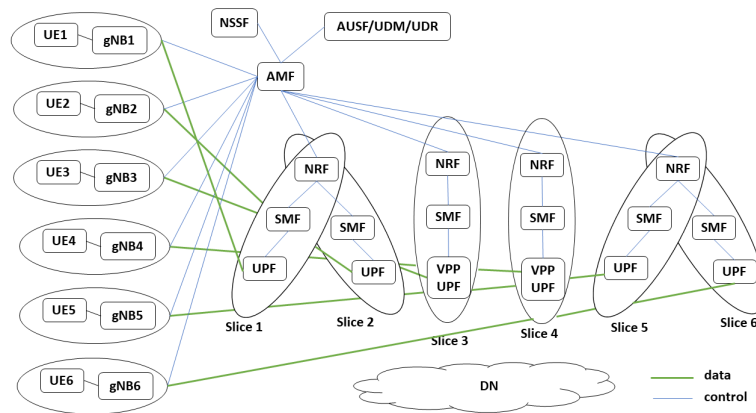 NSSF
AUSF/UDM/UDR
AMF
UE1
gNB1
UE2
gNB2
UE3
gNB3
UE4
gNB4
UE5
gNB5
UE6
gNB6
NRF
SMF
UPF
Slice 1
SMF
UPF
Slice 2
NRF
SMF
VPP
UPF
Slice 3
NRF
SMF
VPP
UPF
Slice 4
NRF
SMF
UPF
Slice 5
SMF
UPF
Slice 6
DN
data
control